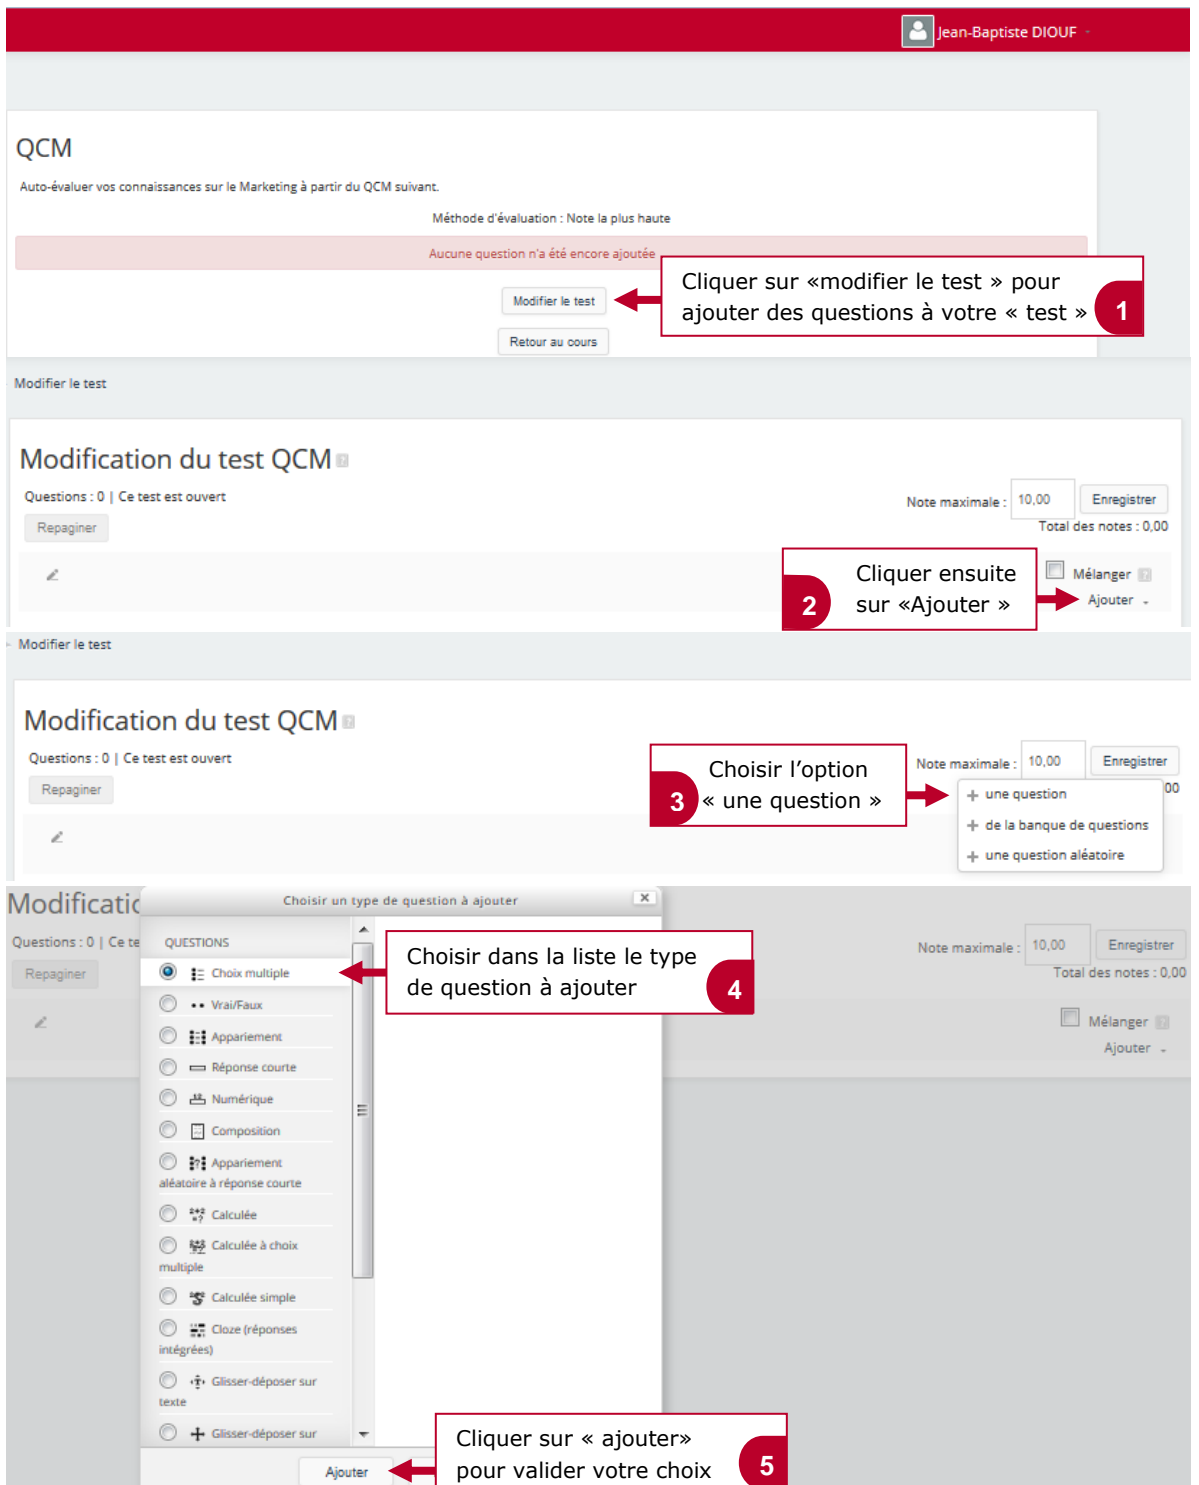 Jean-Baptiste DIOUF
QCM
Auto-évaluer vos connaissances sur le Marketing à partir du QCM suivant.
Méthode d'évaluation : Note la plus haute
Aucune question n'a été encore ajoutée
Modifier le test
Cliquer sur «modifier le test » pour
ajouter des questions à votre « test »
1
Retour au cours
Modifier le test
Modification du test QCM
Questions : 0 | Ce test est ouvert
Note maximale : 10,00 Enregistrer
Repaginer
Total des notes : 0,00
Cliquer ensuite
sur «Ajouter »
2
Mélanger
Ajouter
Modifier le test
Modification du test QCM
Questions : 0 | Ce test est ouvert
Note maximale : 10,00 Enregistrer
Repaginer
00
Choisir l'option
« une question »
3
une question
de la banque de questions
une question aléatoire
Modificatio
Choisir un type de question à ajouter
Questions : 0 | Ce te
Note maximale : 10,00 Enregistrer
Repaginer
Total des notes : 0,00
Mélanger
Ajouter
QUESTIONS
Choix multiple
Choisir dans la liste le type
de question à ajouter
4
Vrai/Faux
Appariement
Réponse courte
Numérique
Composition
Appariement
aléatoire à réponse courte
Calculée
Calculée à choix
multiple
Calculée simple
Cloze (réponses
intégrées)
Glisser-déposer sur
texte
Glisser-déposer sur
Ajouter
Cliquer sur « ajouter»
pour valider votre choix
5